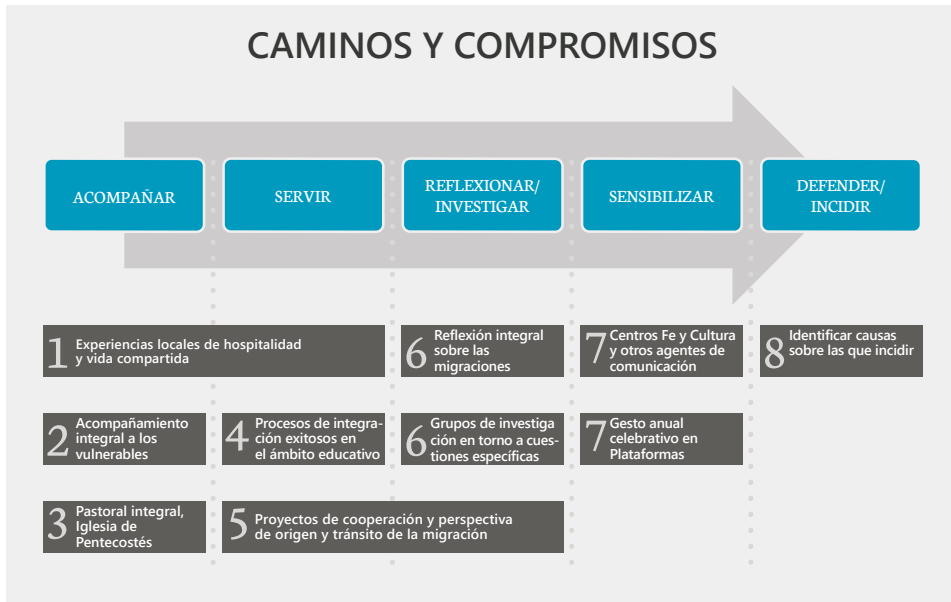 CAMINOS Y COMPROMISOS
ACOMPAÑAR
SERVIR
REFLEXIONAR/
INVESTIGAR
SENSIBILIZAR
DEFENDER/
INCIDIR
1 Experiencias locales de hospitalidad
y vida compartida
6 Reflexión integral
sobre las
migraciones
7 Centros Fe y Cultura
y otros agentes de
comunicación
8 Identificar causas
sobre las que incidir
2 Acompañamiento
integral a los
vulnerables
4 Procesos de integra-
ción exitosos en
el ámbito educativo
6 Grupos de investiga
ción en torno a cues-
tiones específicas
7 Gesto anual
celebrativo en
Plataformas
3 Pastoral integral,
Iglesia de
Pentecostés
5 Proyectos de cooperación y perspectiva
de origen y tránsito de la migración